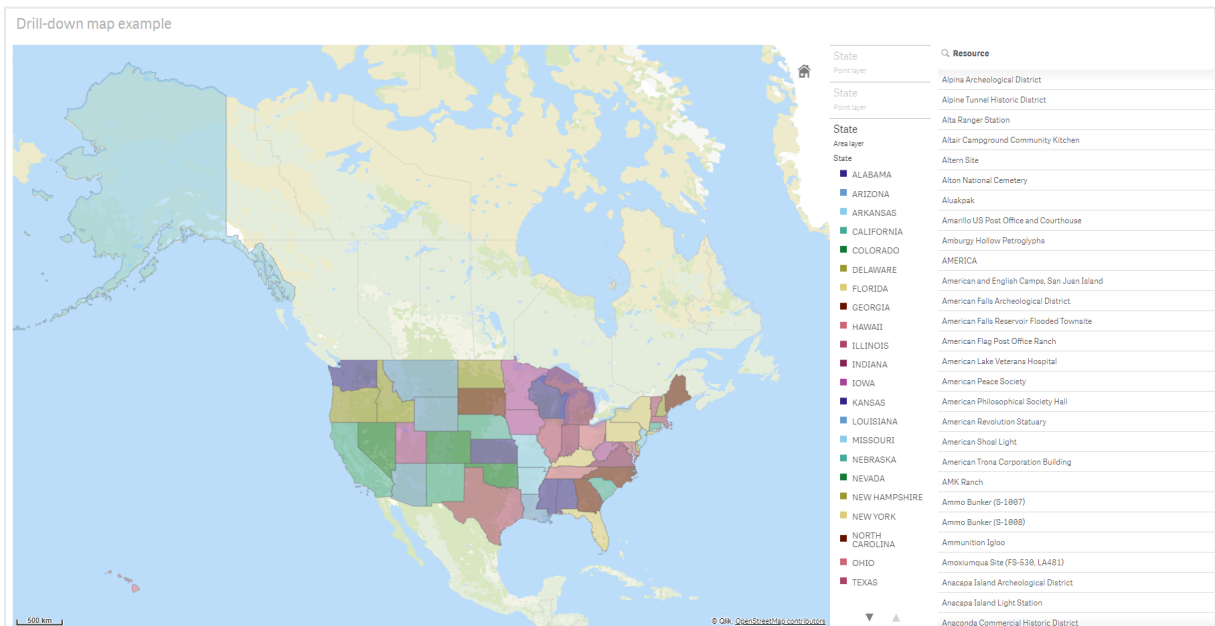 Drill-down map example
State
Point layer
State
Point layer
State
Area layer
State
ALABAMA
ARIZONA
ARKANSAS
CALIFORNIA
COLORADO
DELAWARE
FLORIDA
GEORGIA
HAWAII
ILLINOIS
INDIANA
IOWA
KANSAS
LOUISIANA
MISSOURI
NEBRASKA
NEVADA
NEW HAMPSHIRE
NEW YORK
NORTH
CAROLINA
OHIO
TEXAS
Resource
Alpina Archeological District
Alpine Tunnel Historic District
Alta Ranger Station
Altair Campground Community Kitchen
Altern Site
Alton National Cemetery
Aluakpak
Amarillo US Post Office and Courthouse
Amburgy Hollow Petroglyphs
AMERICA
American and English Camps, San Juan Island
American Falls Archeological District
American Falls Reservoir Flooded Townsite
American Flag Post Office Ranch
American Lake Veterans Hospital
American Peace Society
American Philosophical Society Hall
American Revolution Statuary
American Shoal Light
American Trona Corporation Building
AMK Ranch
Ammo Bunker (S-1007)
Ammo Bunker (S-1008)
Ammunition Igloo
Amoxiumqua Site (FS-530, LA481)
Anacapa Island Archeological District
Anacapa Island Light Station
Anaconda Commercial Historic District
500 km
© Qlik, OpenStreetMap contributors